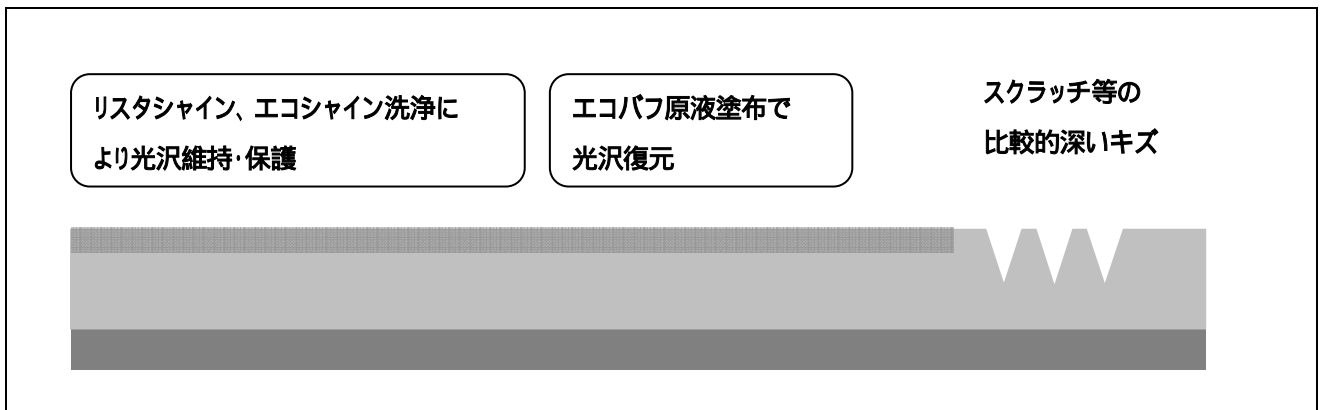 リスタシャイン、エコシャイン洗浄に
より光沢維持・保護
エコバフ原液塗布で
光沢復元
スクラッチ等の
比較的深いキズ